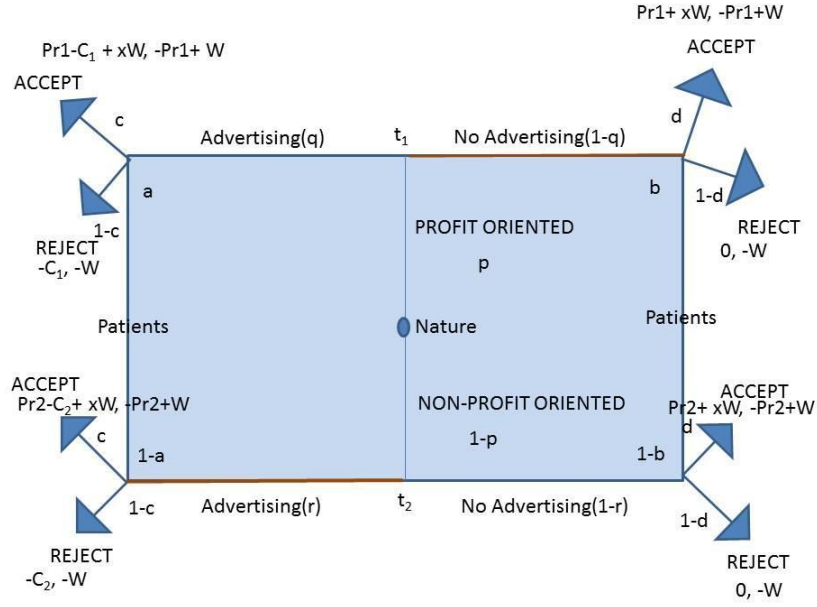 Pr1+ xW, -Pr1+W
ACCEPT
Pr1-C₁ + xW, -Pr1+ W
ACCEPT
c
d
Advertising(q)
t₁
No Advertising(1-q)
a
b
1-c
1-d
REJECT
-C₁, -W
REJECT
0, -W
PROFIT ORIENTED
p
Patients
Nature
Patients
ACCEPT
Pr2-C₂+ xW, -Pr2+W
c
NON-PROFIT ORIENTED
1-p
ACCEPT
Pr2+ xW, -Pr2+W
d
1-a
1-b
1-c
Advertising(r)
t₂
No Advertising(1-r)
1-d
REJECT
-C₂, -W
REJECT
0, -W